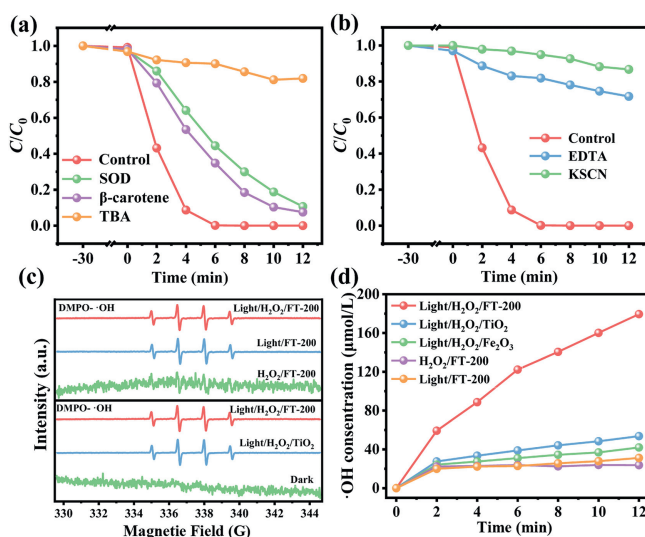 (a)
C/C₀
1.0
0.8
0.6
0.4
0.2
0.0
Control
SOD
β-carotene
TBA
-30 0 2 4 6 8 10 12
Time (min)
(b)
C/C₀
1.0
0.8
0.6
0.4
0.2
0.0
Control
EDTA
KSCN
-30 0 2 4 6 8 10 12
Time (min)
(c)
Intensity (a.u.)
DMPO- ·OH
Light/H₂O₂/FT-200
Light/FT-200
H₂O₂/FT-200
DMPO- ·OH
Light/H₂O₂/FT-200
Light/H₂O₂/TiO₂
Dark
330 332 334 336 338 340 342 344
Magnetic Field (G)
(d)
·OH concentration (μmol/L)
180
160
120
80
40
0
Light/H₂O₂/FT-200
Light/H₂O₂/TiO₂
Light/H₂O₂/Fe₂O₃
H₂O₂/FT-200
Light/FT-200
0 2 4 6 8 10 12
Time (min)